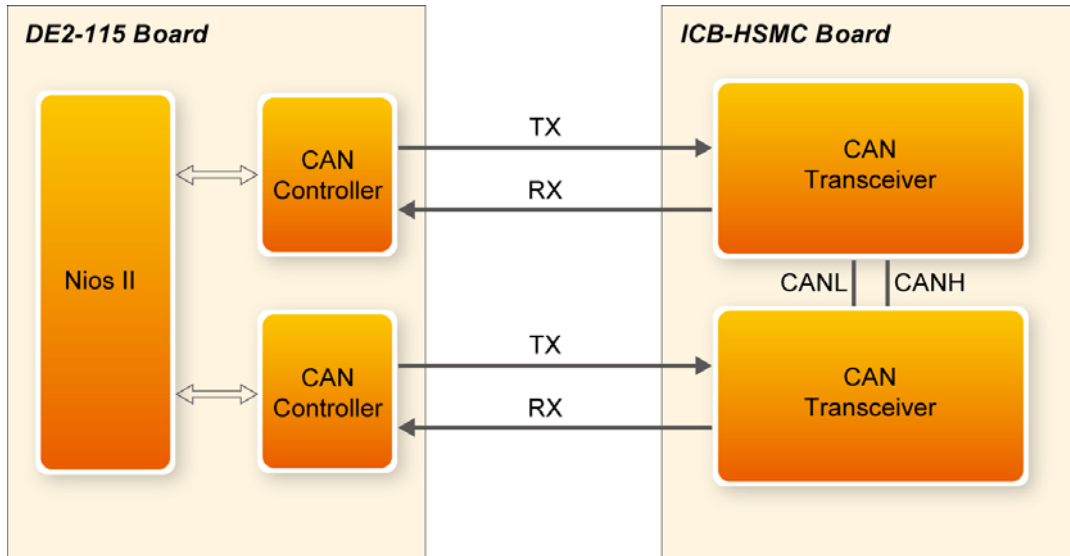 DE2-115 Board
ICB-HSMC Board
Nios II
CAN
Controller
TX
RX
CAN
Transceiver
CANL
CANH
CAN
Controller
TX
RX
CAN
Transceiver